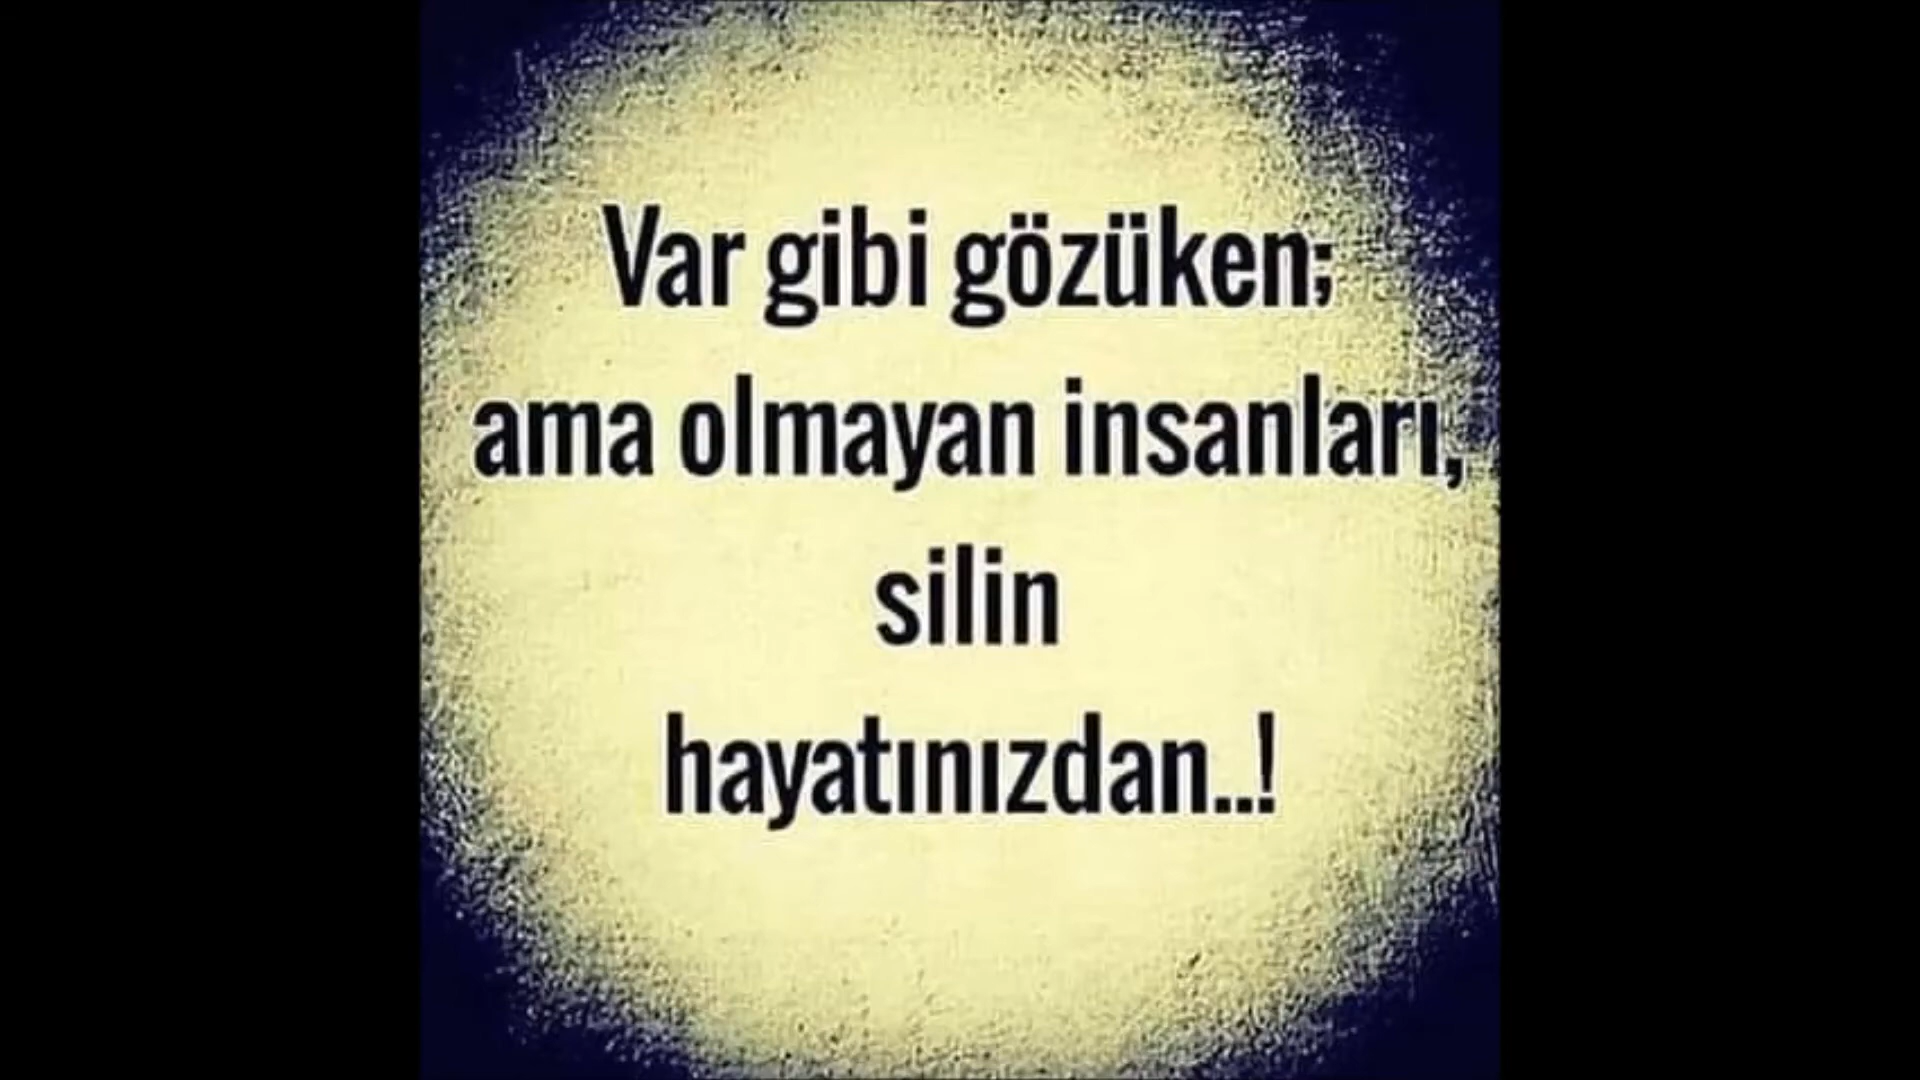 Var gibi gözüken;
ama olmayan insanları,
silin
hayatınızdan..!